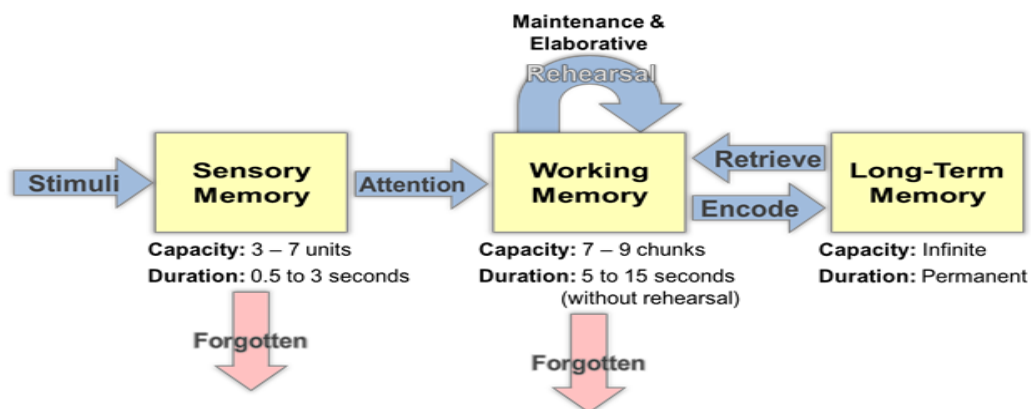 Maintenance &
Elaborative
Rehearsal
Stimuli
Sensory
Memory
Attention
Working
Memory
Retrieve
Encode
Long-Term
Memory
Capacity: 3 – 7 units
Duration: 0.5 to 3 seconds
Capacity: 7 – 9 chunks
Duration: 5 to 15 seconds
(without rehearsal)
Capacity: Infinite
Duration: Permanent
Forgotten
Forgotten